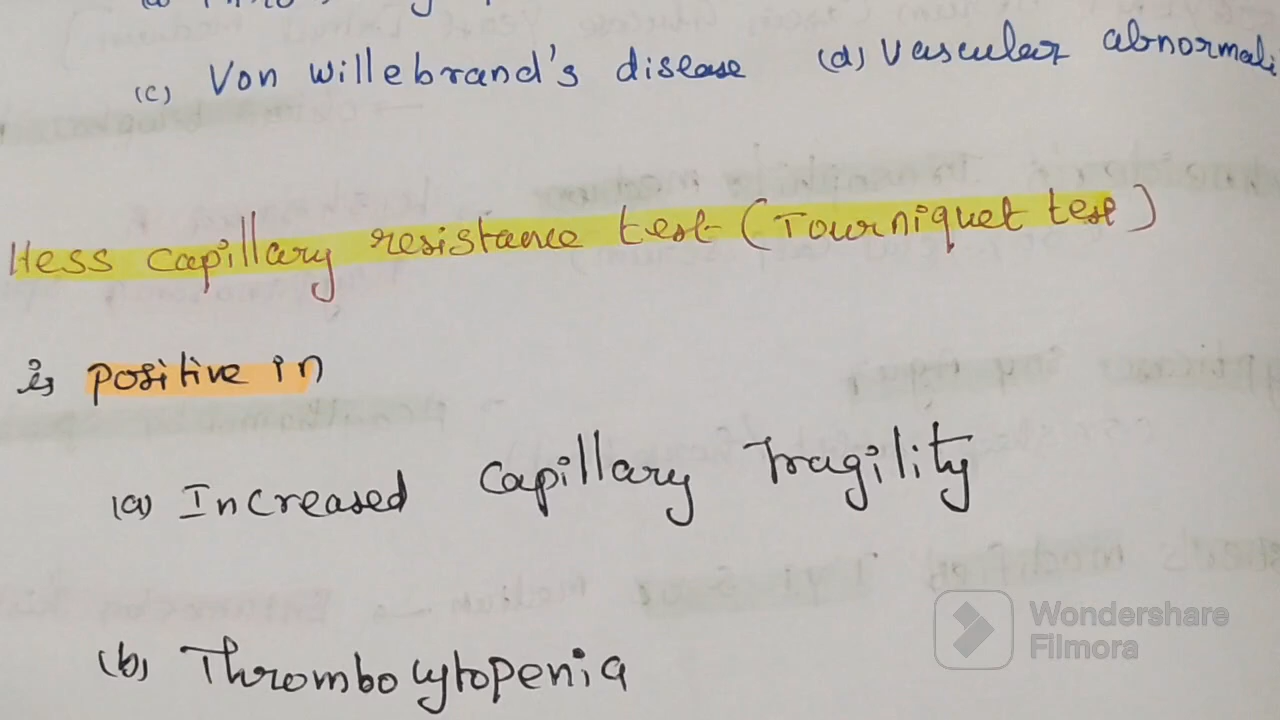 (c) Von willebrand's disease (d) Vascular abnormali
Hess capillary resistance test (Tourniquet test)
is positive in
(a) Increased capillary fragility
(b) Thrombocytopenia
Wondershare
Filmora